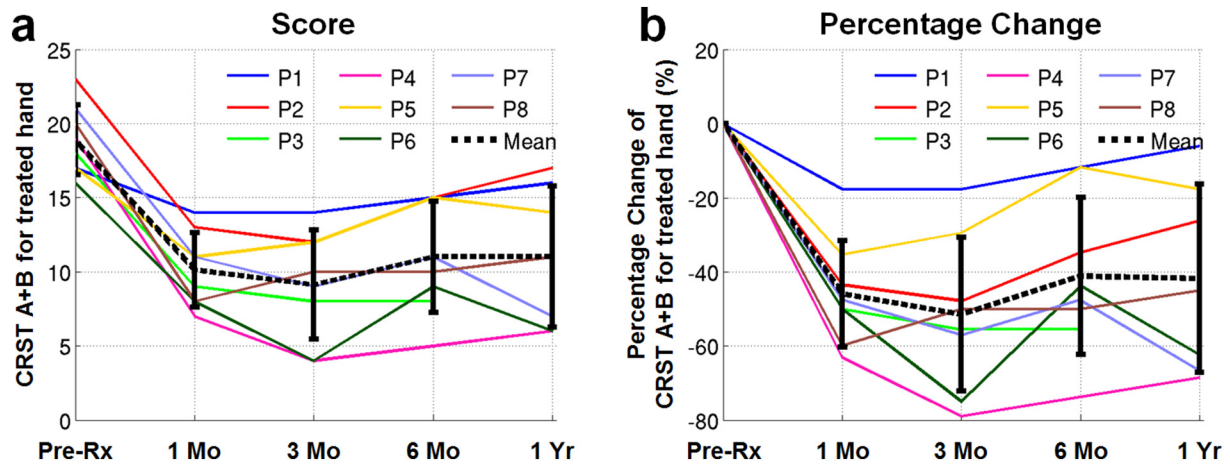 a
Score
CRST A+B for treated hand
25
20
15
10
5
0
P1
P2
P3
P4
P5
P6
P7
P8
Mean
Pre-Rx
1 Mo
3 Mo
6 Mo
1 Yr
b
Percentage Change
Percentage Change of
CRST A+B for treated hand (%)
20
0
-20
-40
-60
-80
P1
P2
P3
P4
P5
P6
P7
P8
Mean
Pre-Rx
1 Mo
3 Mo
6 Mo
1 Yr